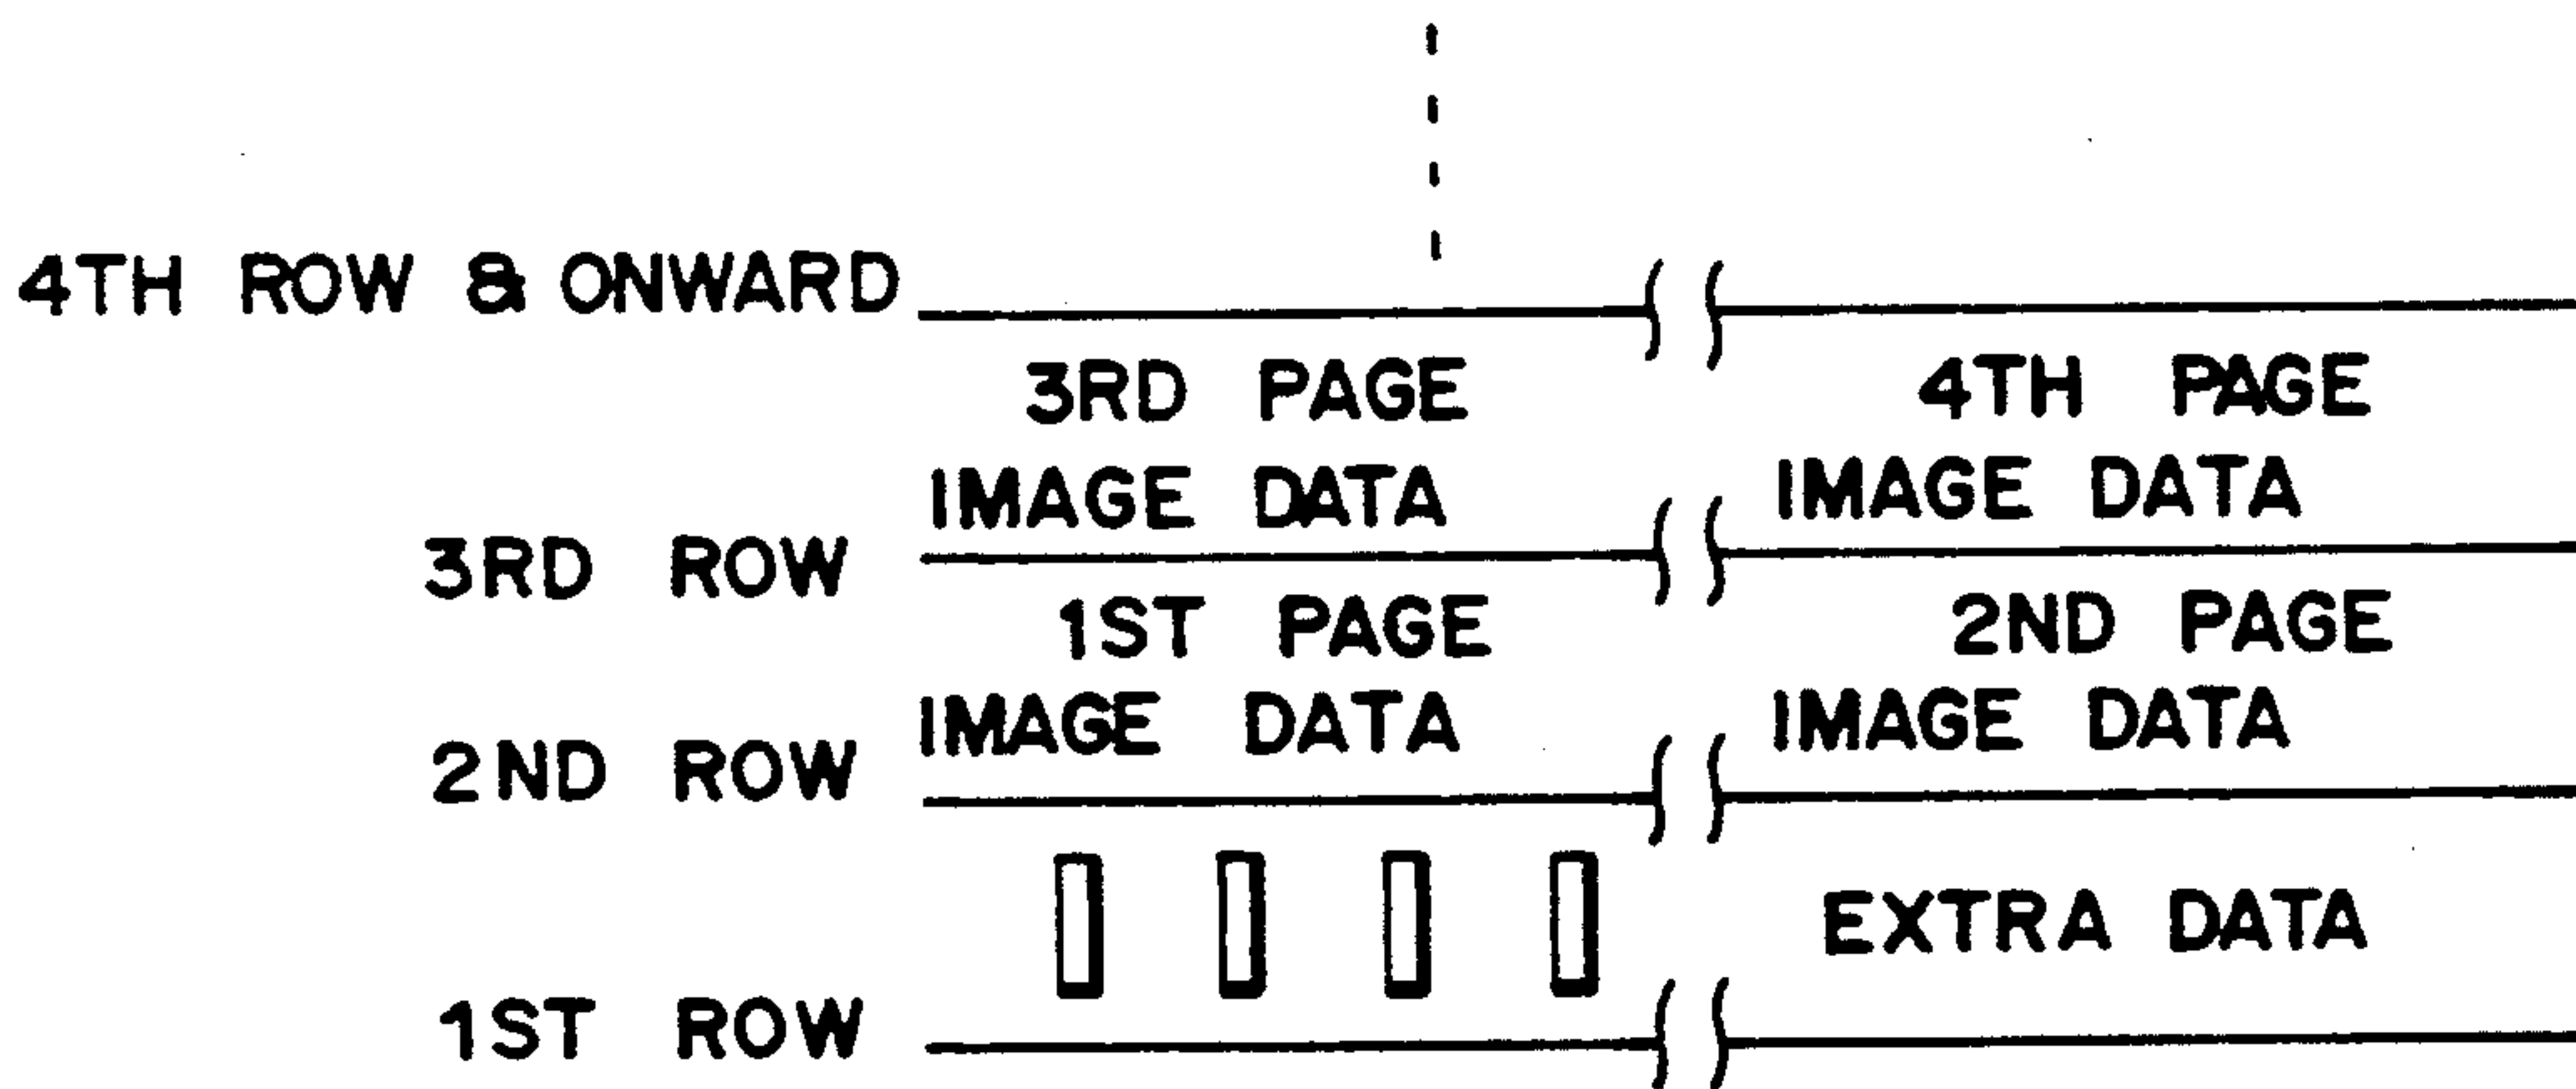 4TH ROW & ONWARD
3RD PAGE 4TH PAGE
IMAGE DATA IMAGE DATA
3RD ROW
1ST PAGE 2ND PAGE
IMAGE DATA IMAGE DATA
2ND ROW
EXTRA DATA
1ST ROW